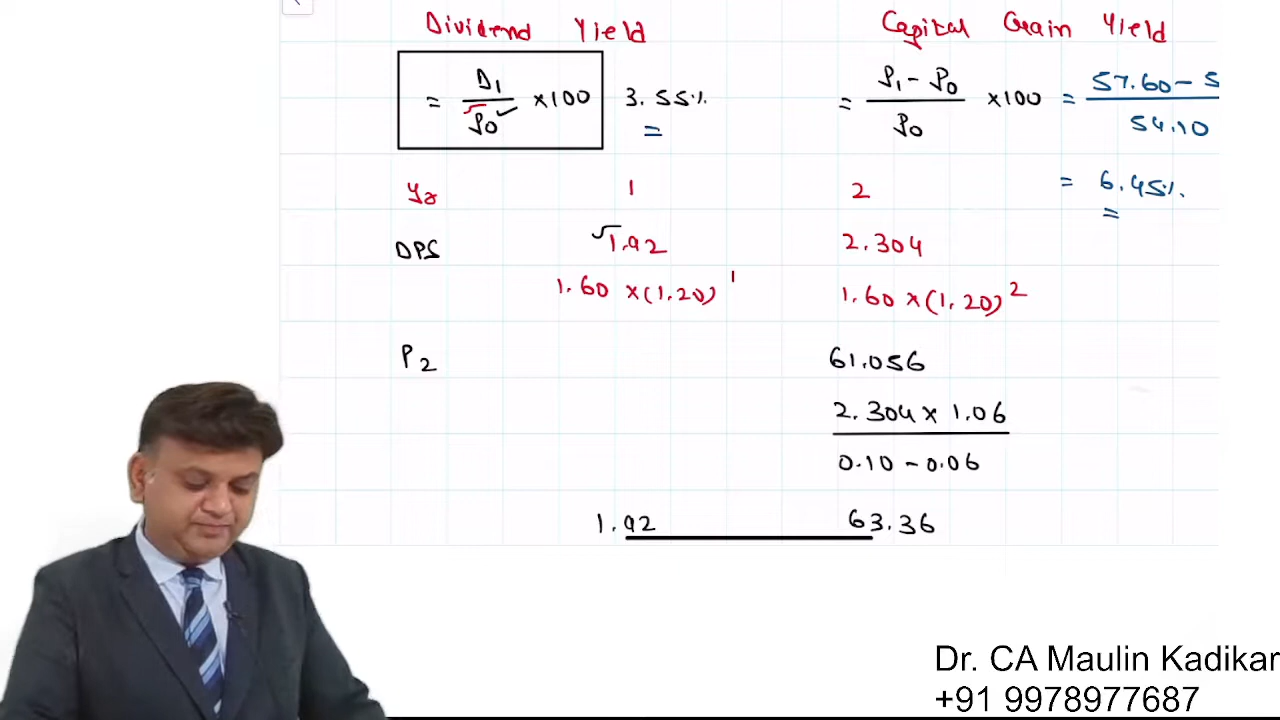 Dividend Yield Capital Gain Yield
= D1 / P0 ×100 3.55% = P1 - P0 / P0 ×100 = 57.60 - 5 / 54.10
= 6.45%.
Yr 1 2
DPS 1.92 2.304
1.60 ×(1.20)^1 1.60 ×(1.20)^2
P2 61.056
2.304 × 1.06
0.10 - 0.06
1.92 63.36
Dr. CA Maulin Kadikar
+91 9978977687